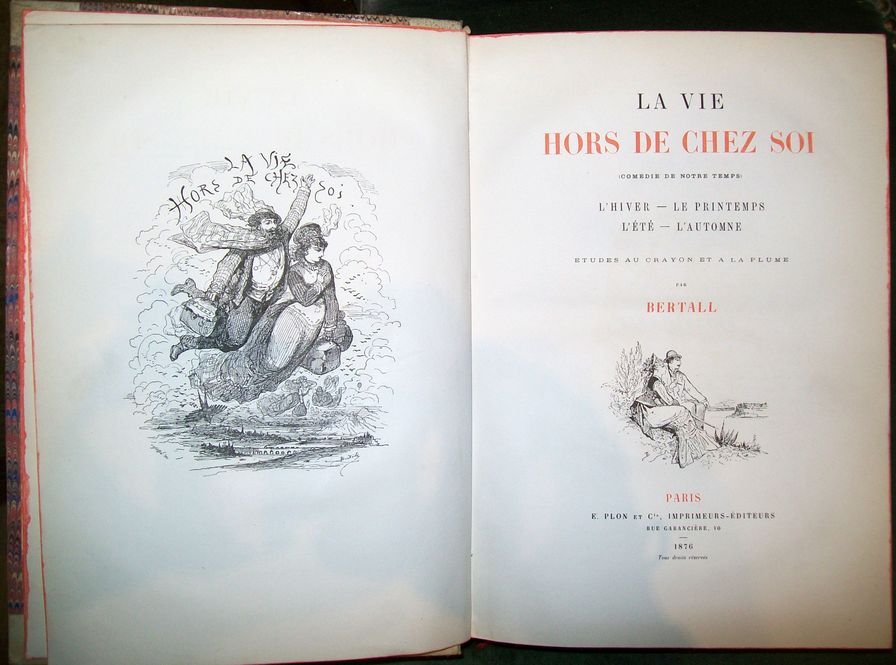 LA VIE
HORS DE CHEZ SOI.
LA VIE
HORS DE CHEZ SOI
(COMEDIE DE NOTRE TEMPS)
L'HIVER — LE PRINTEMPS
L'ÉTÉ — L'AUTOMNE
ETUDES AU CRAYON ET A LA PLUME
PAR
BERTALL
PARIS
E. PLON ET Cie, IMPRIMEURS-ÉDITEURS
RUE GARANCIÈRE, 10
1876
Tous droits réservés